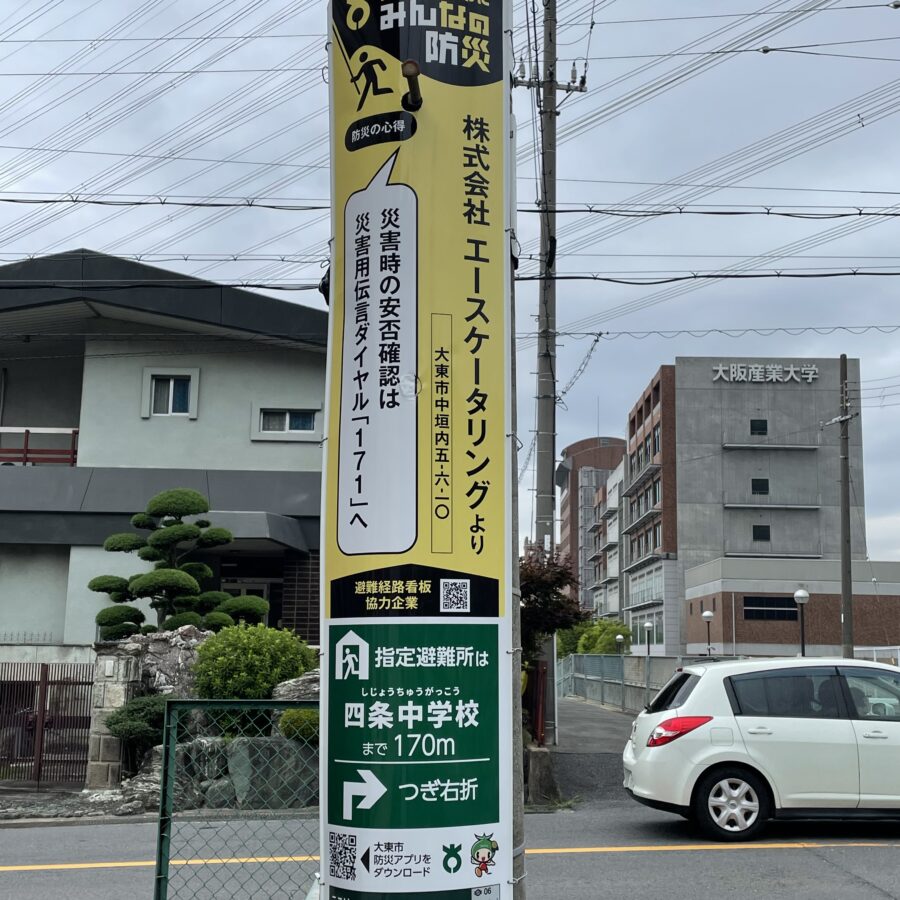 みんなの
防災
防災の心得
株式会社 エースケータリングより
大東市中垣内五-六-一〇
災害時の安否確認は
災害用伝言ダイヤル「171」へ
避難経路看板
協力企業
指定避難所は
しじょうちゅうがっこう
四条中学校
まで 170m
つぎ右折
大東市
防災アプリを
ダウンロード
06
大阪産業大学